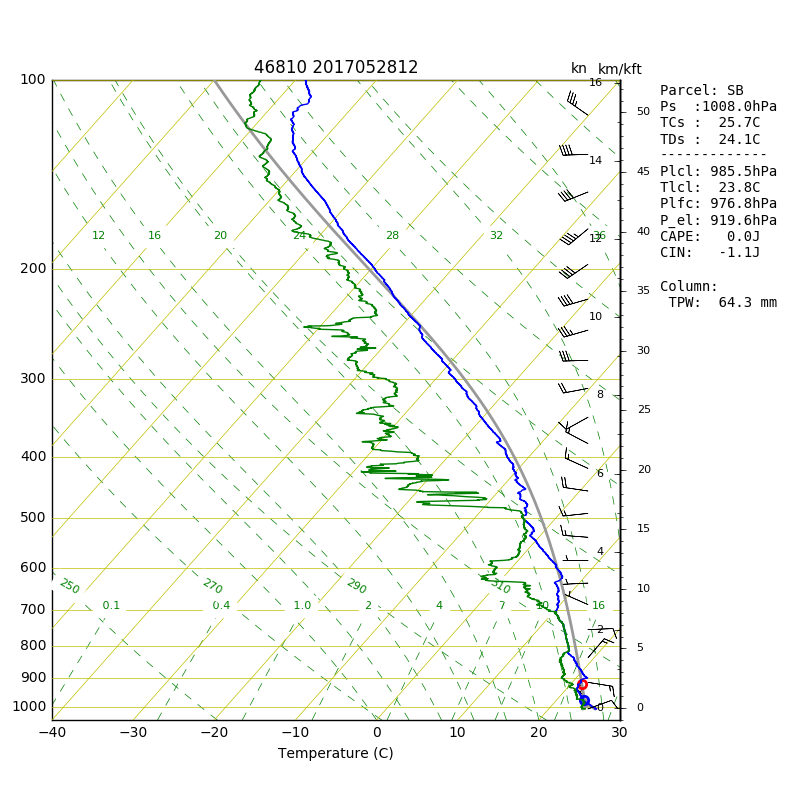 46810 2017052812
kn km/kft
100
200
300
400
500
600
700
800
900
1000
16
14
12
10
8
6
4
2
0
50
45
40
35
30
25
20
15
10
5
0
12 16 20 24 28 32 36
250 270 290 310
0.1 0.4 1.0 2 4 7 10 16
−40 −30 −20 −10 0 10 20 30
Temperature (C)
Parcel: SB
Ps  :1008.0hPa
TCs :  25.7C
TDs :  24.1C
-------------
Plcl: 985.5hPa
Tlcl:  23.8C
Plfc: 976.8hPa
P_el: 919.6hPa
CAPE:   0.0J
CIN:   -1.1J
Column:
TPW:  64.3 mm